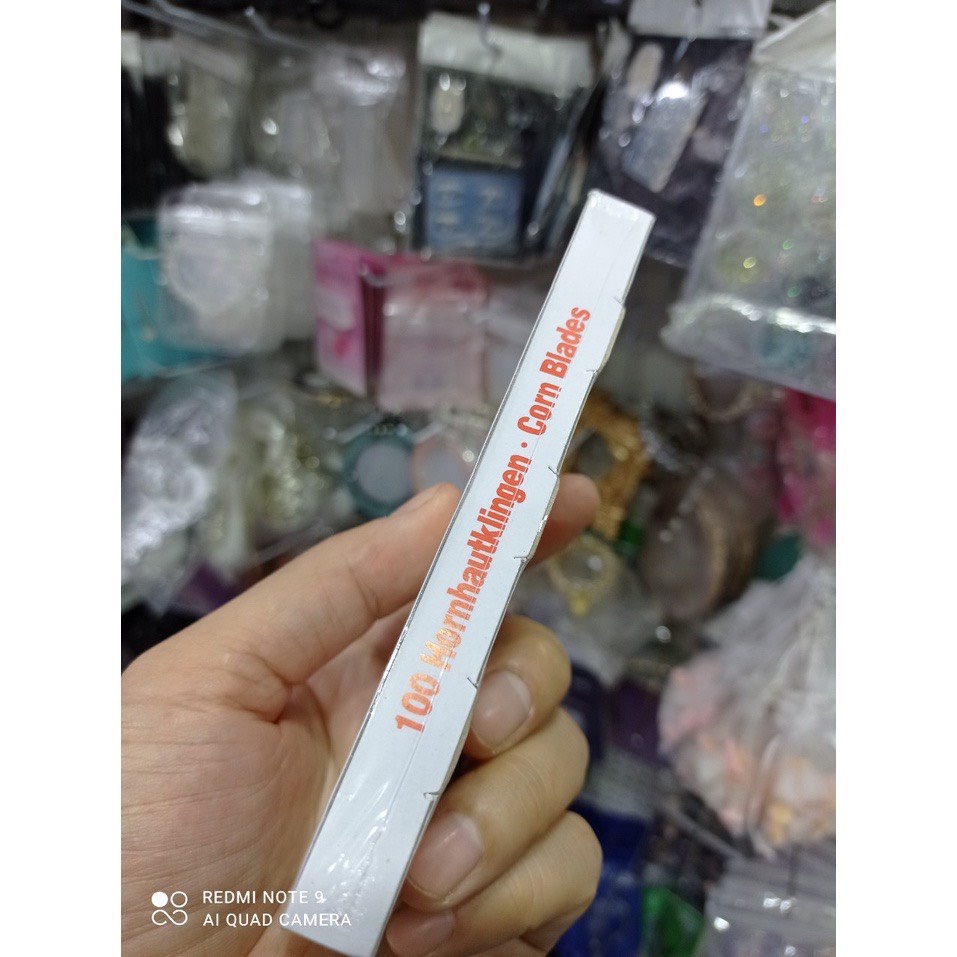 100 Hornhautklingen · Corn Blades
REDMI NOTE 9
AI QUAD CAMERA